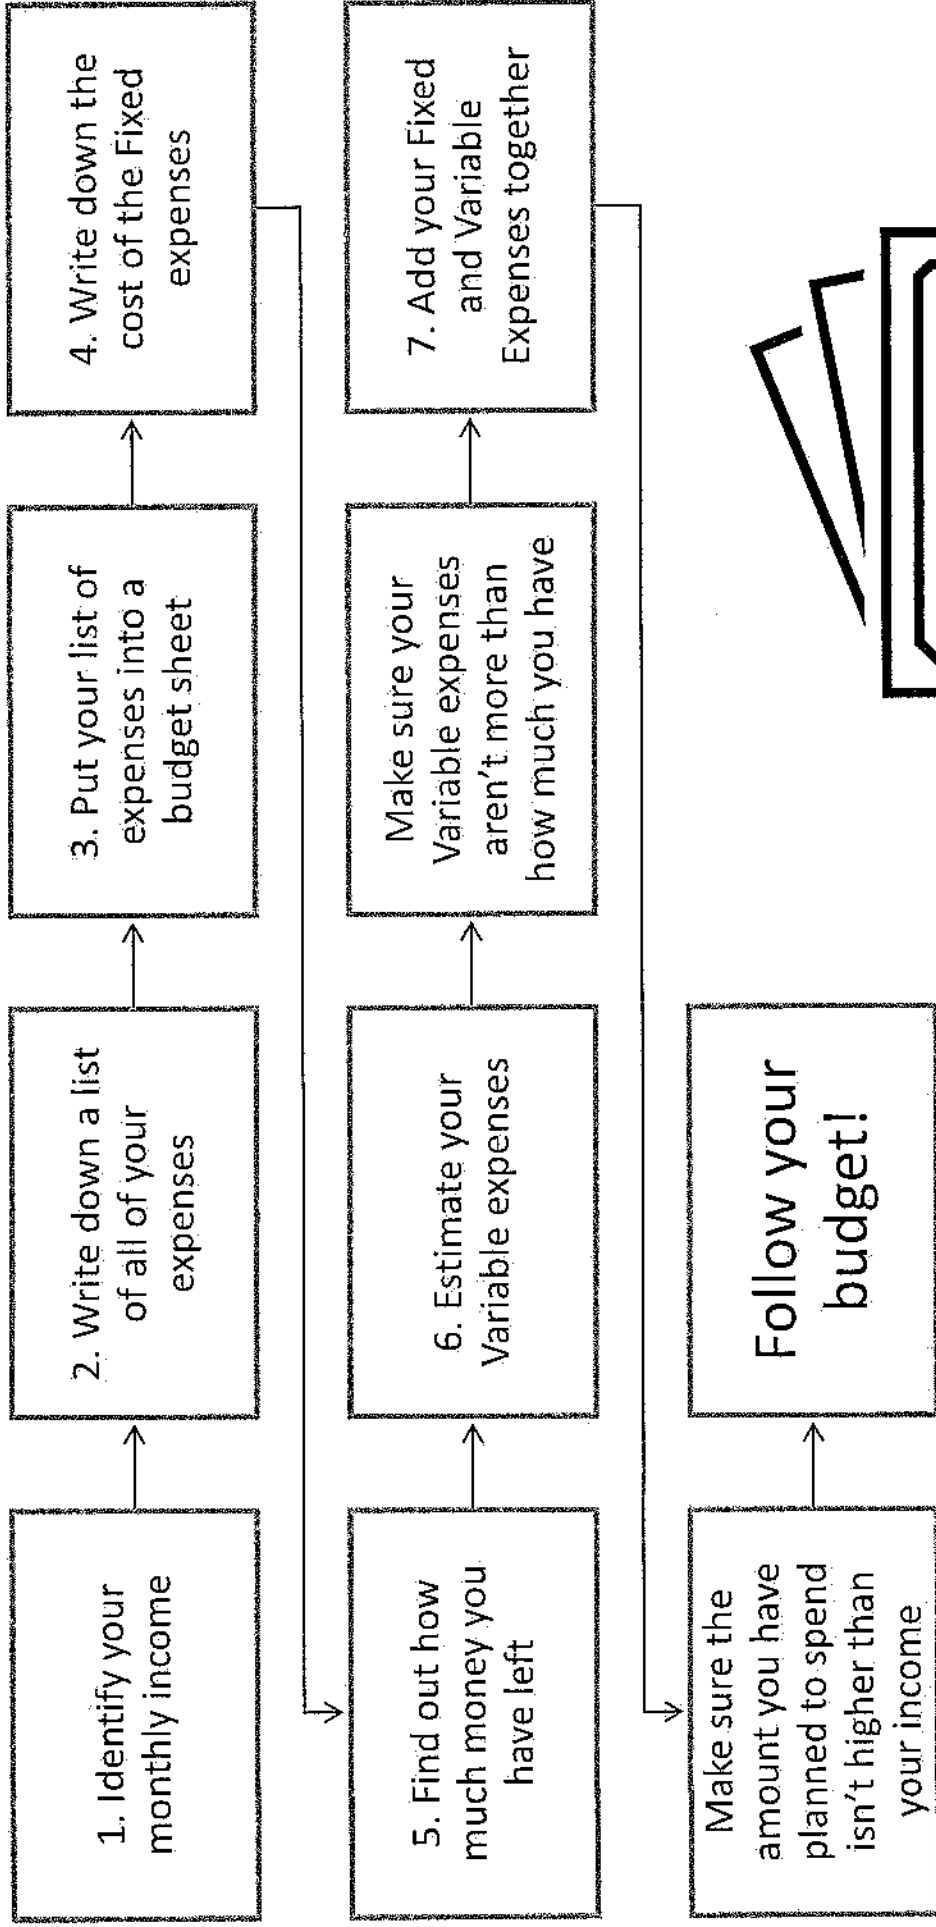 1. Identify your
monthly income
2. Write down a list
of all of your
expenses
3. Put your list of
expenses into a
budget sheet
4. Write down the
cost of the Fixed
expenses
5. Find out how
much money you
have left
6. Estimate your
Variable expenses
Make sure your
Variable expenses
aren't more than
how much you have
7. Add your Fixed
and Variable
Expenses together
Make sure the
amount you have
planned to spend
isn't higher than
your income
Follow your
budget!